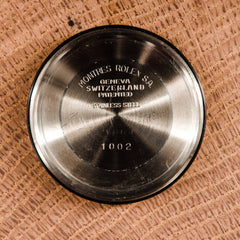 MONTRES ROLEX S.A.
GENEVA
SWITZERLAND
PATENTED
STAINLESS STEEL
1002